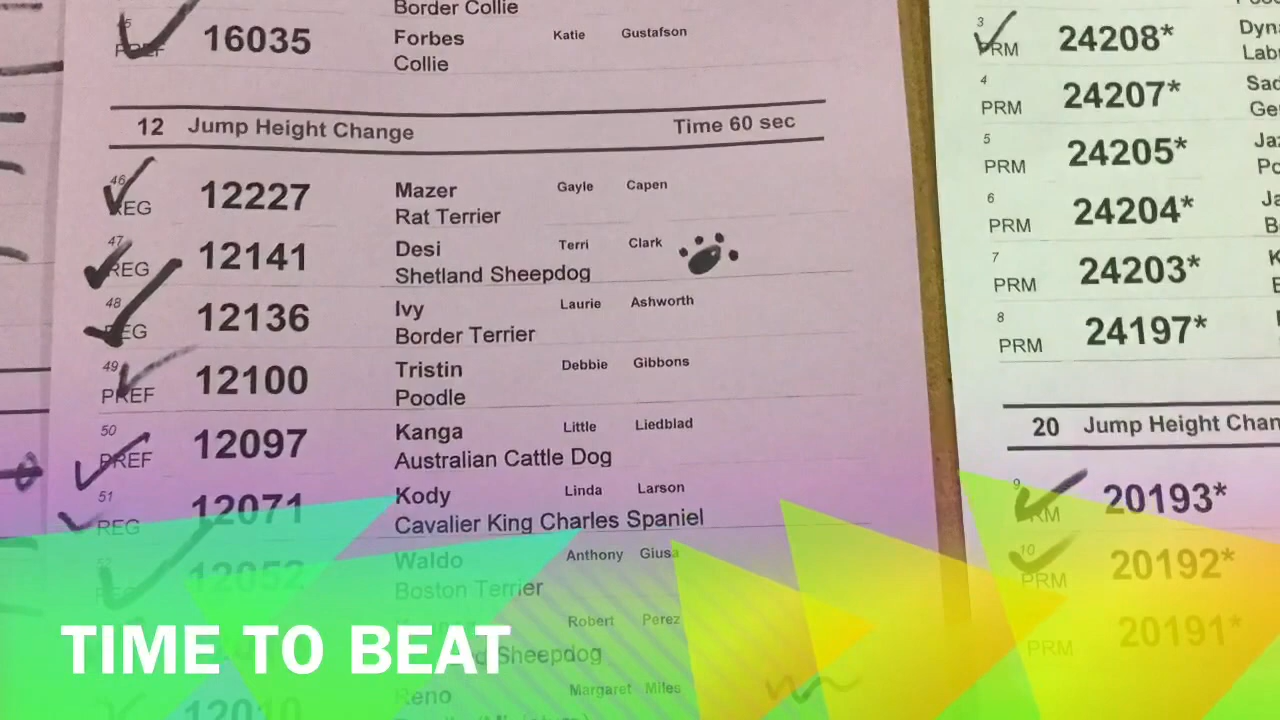 Border Collie
45 PREF 16035 Forbes Katie Gustafson
Collie
12 Jump Height Change Time 60 sec
46 REG 12227 Mazer Gayle Capen
Rat Terrier
47 REG 12141 Desi Terri Clark
Shetland Sheepdog
48 REG 12136 Ivy Laurie Ashworth
Border Terrier
49 PREF 12100 Tristin Debbie Gibbons
Poodle
50 PREF 12097 Kanga Little Liedblad
Australian Cattle Dog
51 REG 12071 Kody Linda Larson
Cavalier King Charles Spaniel
12052 Waldo Anthony
Boston Terrier
Robert Perez
Sheepdog
12010 Reno Margaret Miles
3 PRM 24208*
4 PRM 24207*
5 PRM 24205*
6 PRM 24204*
7 PRM 24203*
8 PRM 24197*
20 Jump Height
9 PRM 20193*
10 PRM 20192*
PRM 20191*
TIME TO BEAT